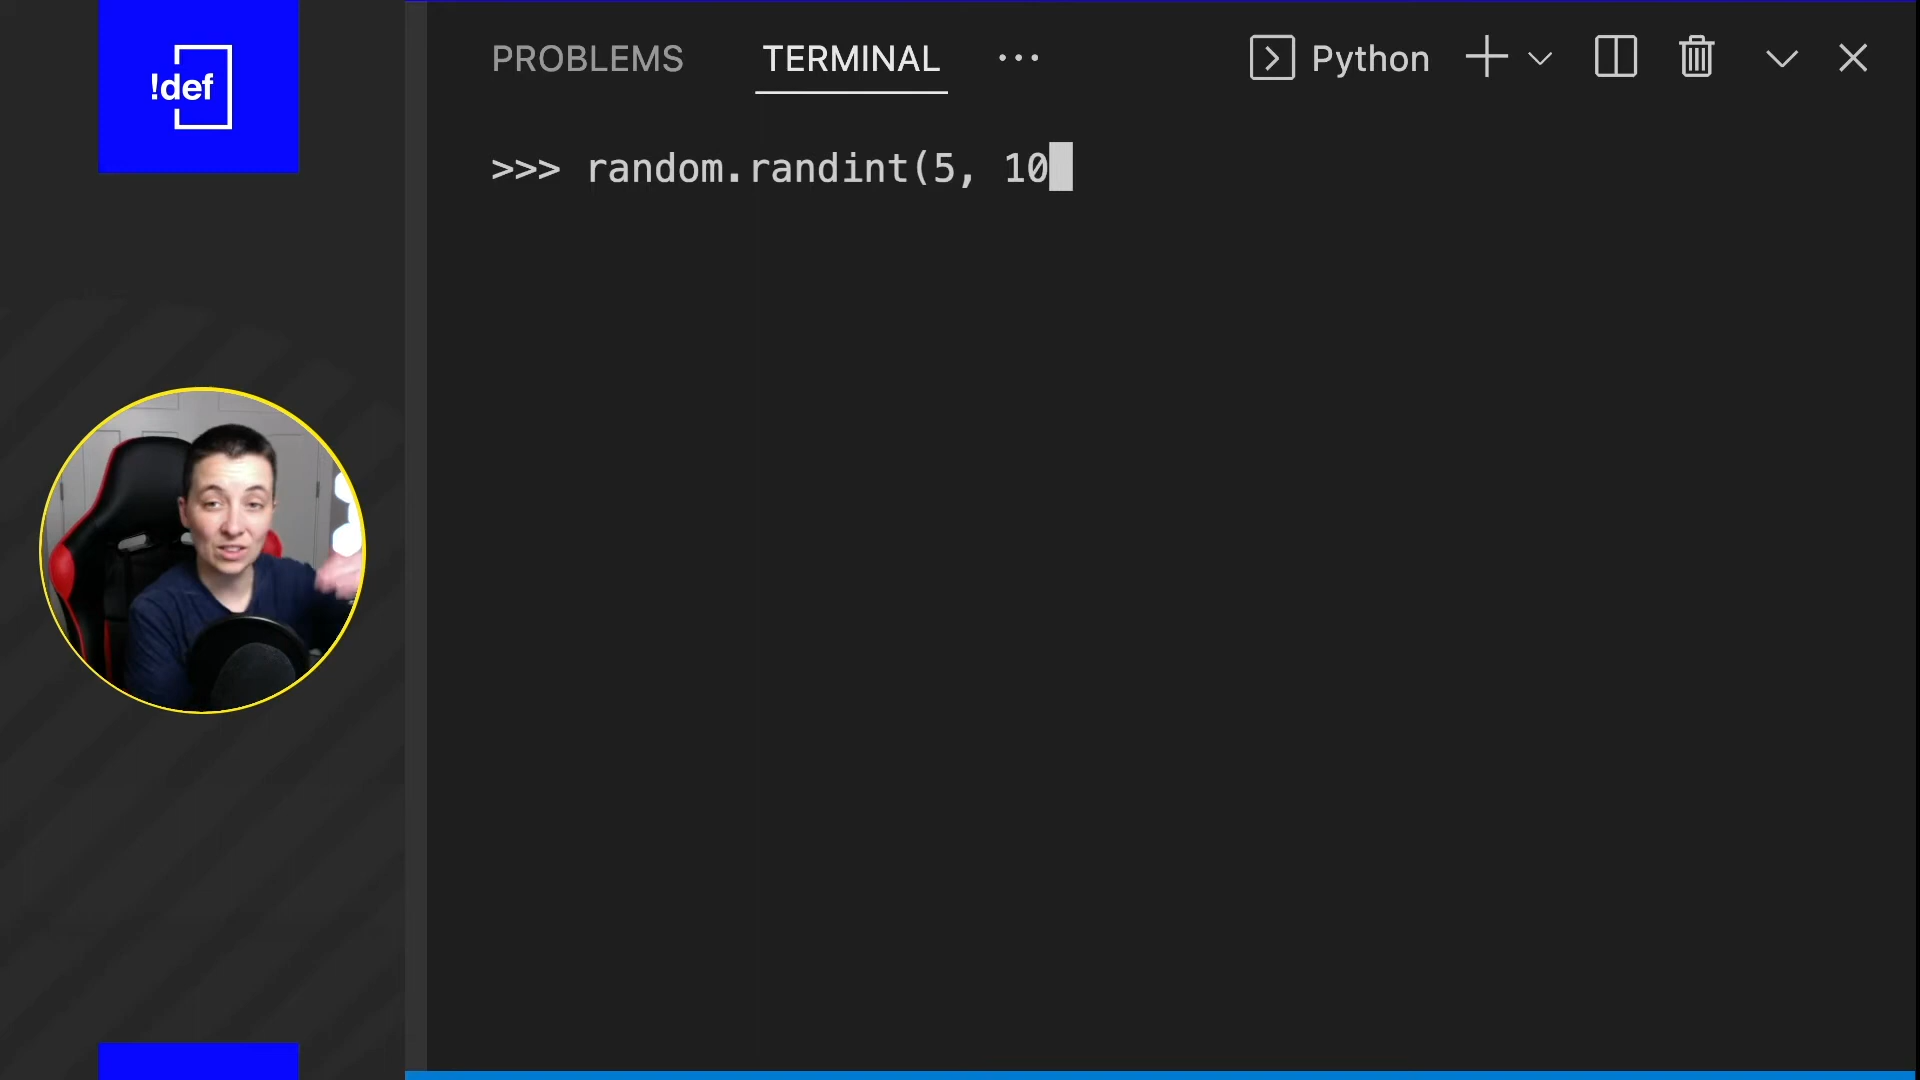 !def
PROBLEMS TERMINAL ... Python
>>> random.randint(5, 10